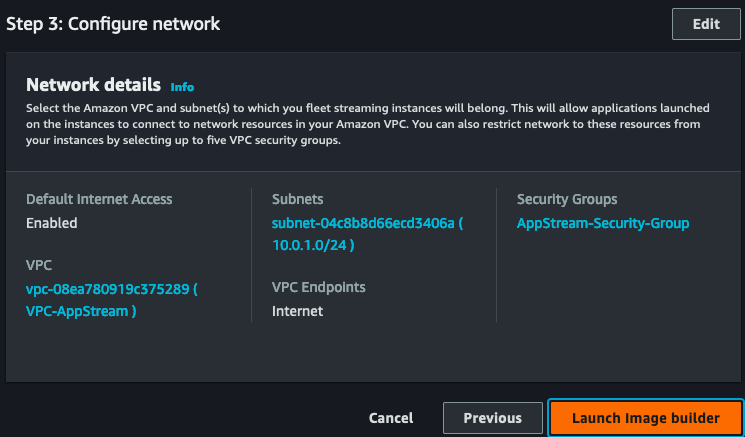 Step 3: Configure network
Edit
Network details Info
Select the Amazon VPC and subnet(s) to which you fleet streaming instances will belong. This will allow applications launched
on the instances to connect to network resources in your Amazon VPC. You can also restrict network to these resources from
your instances by selecting up to five VPC security groups.
Default Internet Access
Enabled
VPC
vpc-08ea780919c375289 (
VPC-AppStream )
Subnets
subnet-04c8b8d66ecd3406a (
10.0.1.0/24 )
VPC Endpoints
Internet
Security Groups
AppStream-Security-Group
Cancel
Previous
Launch Image builder